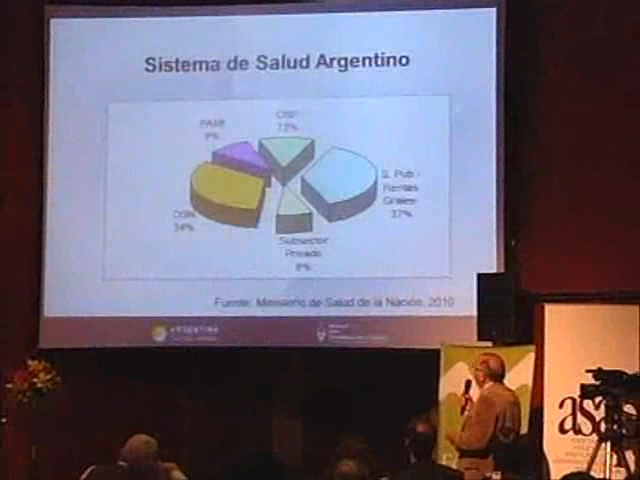 Sistema de Salud Argentino
PAMI
9%
OSP
12%
S. Pub -
Rentas
Grales
37%
OSN
34%
Subsector
Privado
8%
Fuente: Ministerio de Salud de la Nación, 2010
ARGENTINA
asa